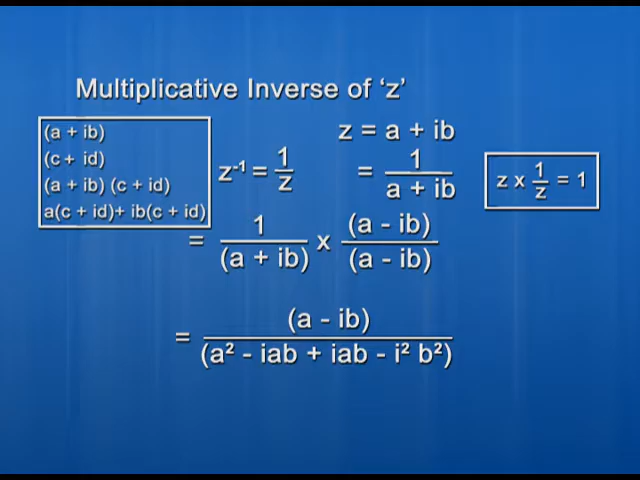 Multiplicative Inverse of ‘z’
(a + ib)
(c + id)
(a + ib) (c + id)
a(c + id)+ ib(c + id)
z = a + ib
z⁻¹ = 1/z = 1/(a + ib)
z x 1/z = 1
= 1/(a + ib) x (a - ib)/(a - ib)
= (a - ib)/(a² - iab + iab - i² b²)